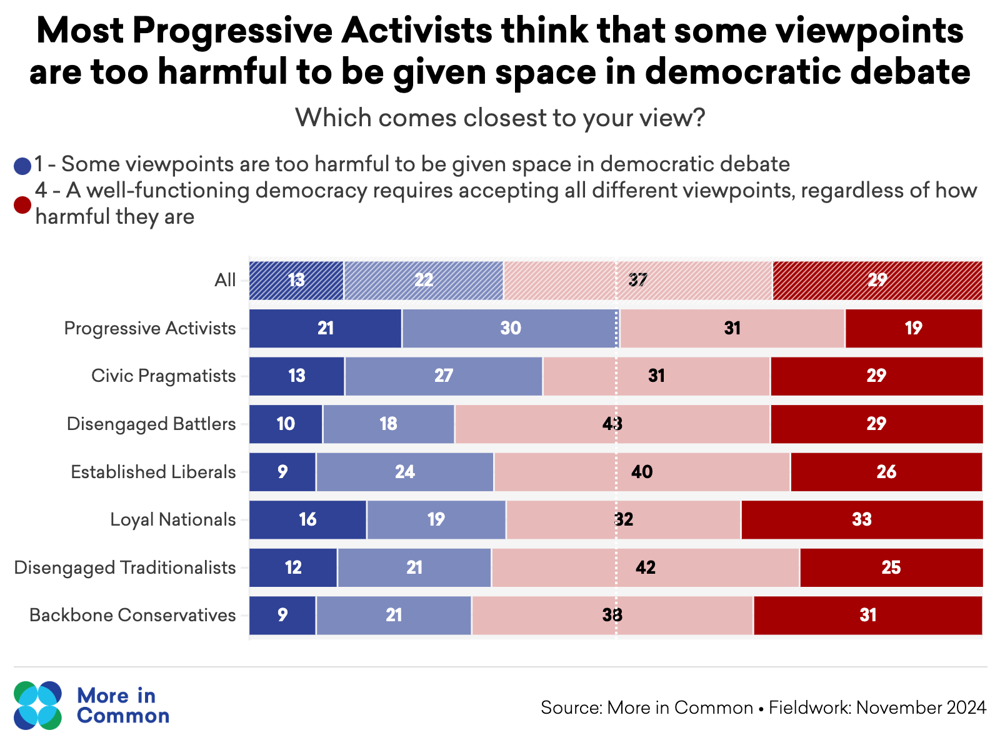 Most Progressive Activists think that some viewpoints
are too harmful to be given space in democratic debate
Which comes closest to your view?
1 - Some viewpoints are too harmful to be given space in democratic debate
4 - A well-functioning democracy requires accepting all different viewpoints, regardless of how
harmful they are
All 13 22 37 29
Progressive Activists 21 30 31 19
Civic Pragmatists 13 27 31 29
Disengaged Battlers 10 18 43 29
Established Liberals 9 24 40 26
Loyal Nationals 16 19 32 33
Disengaged Traditionalists 12 21 42 25
Backbone Conservatives 9 21 38 31
More in
Common
Source: More in Common • Fieldwork: November 2024